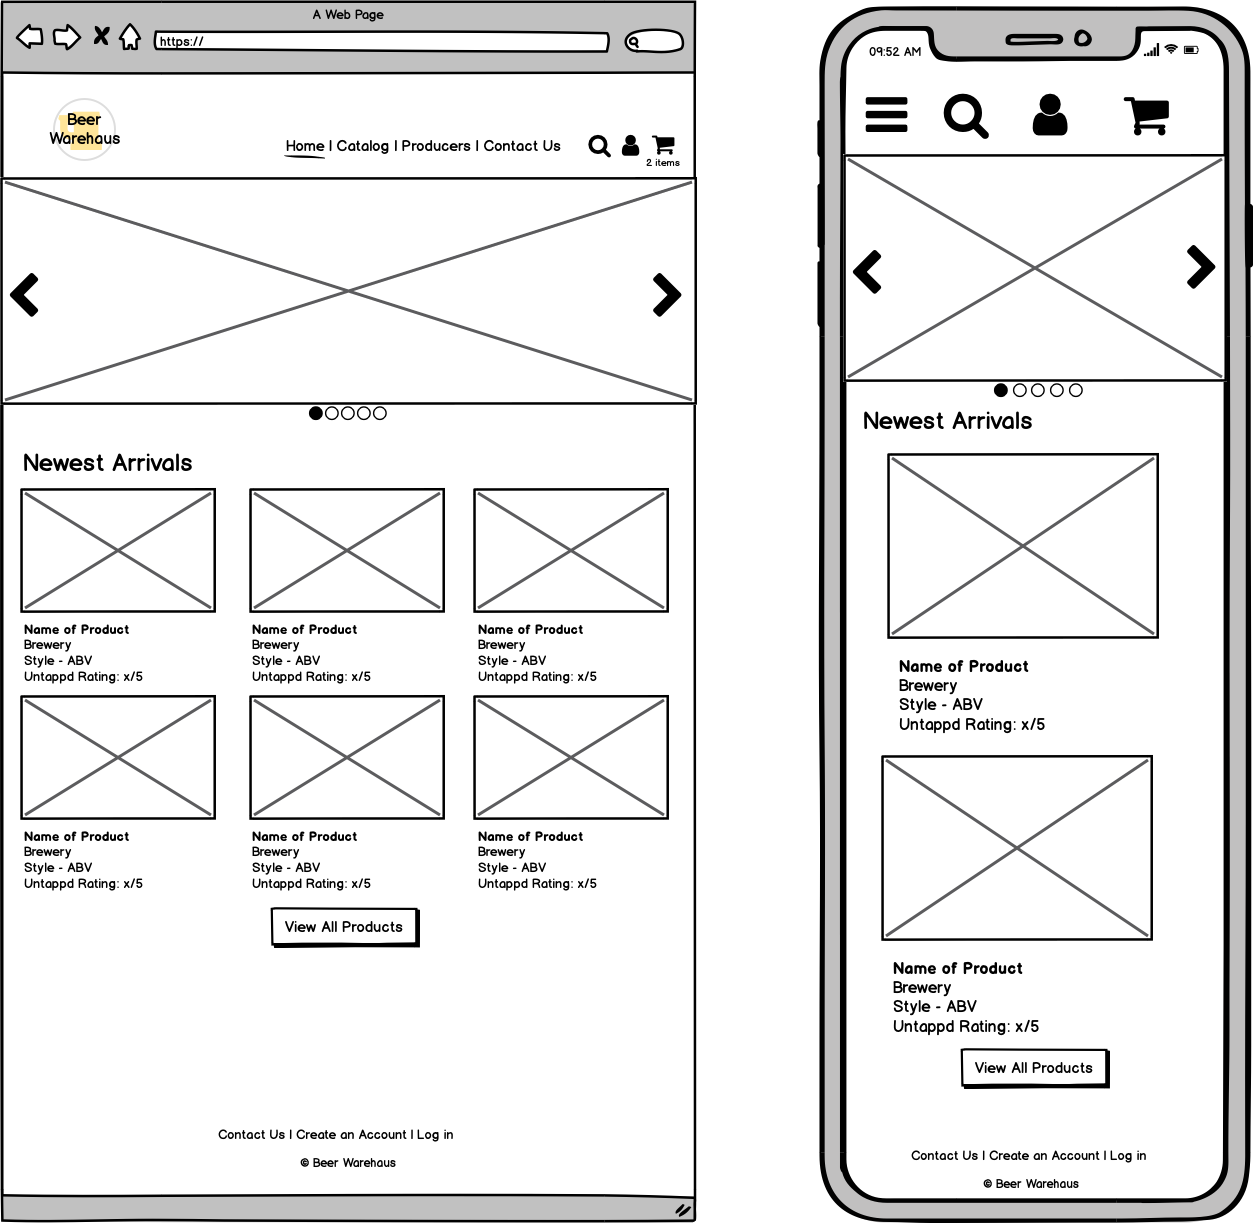 A Web Page
https://
Beer
Warehaus
Home | Catalog | Producers | Contact Us
2 items
Newest Arrivals
Name of Product
Brewery
Style - ABV
Untappd Rating: x/5
Name of Product
Brewery
Style - ABV
Untappd Rating: x/5
Name of Product
Brewery
Style - ABV
Untappd Rating: x/5
Name of Product
Brewery
Style - ABV
Untappd Rating: x/5
Name of Product
Brewery
Style - ABV
Untappd Rating: x/5
Name of Product
Brewery
Style - ABV
Untappd Rating: x/5
View All Products
Contact Us | Create an Account | Log in
© Beer Warehaus
09:52 AM
Newest Arrivals
Name of Product
Brewery
Style - ABV
Untappd Rating: x/5
Name of Product
Brewery
Style - ABV
Untappd Rating: x/5
View All Products
Contact Us | Create an Account | Log in
© Beer Warehaus